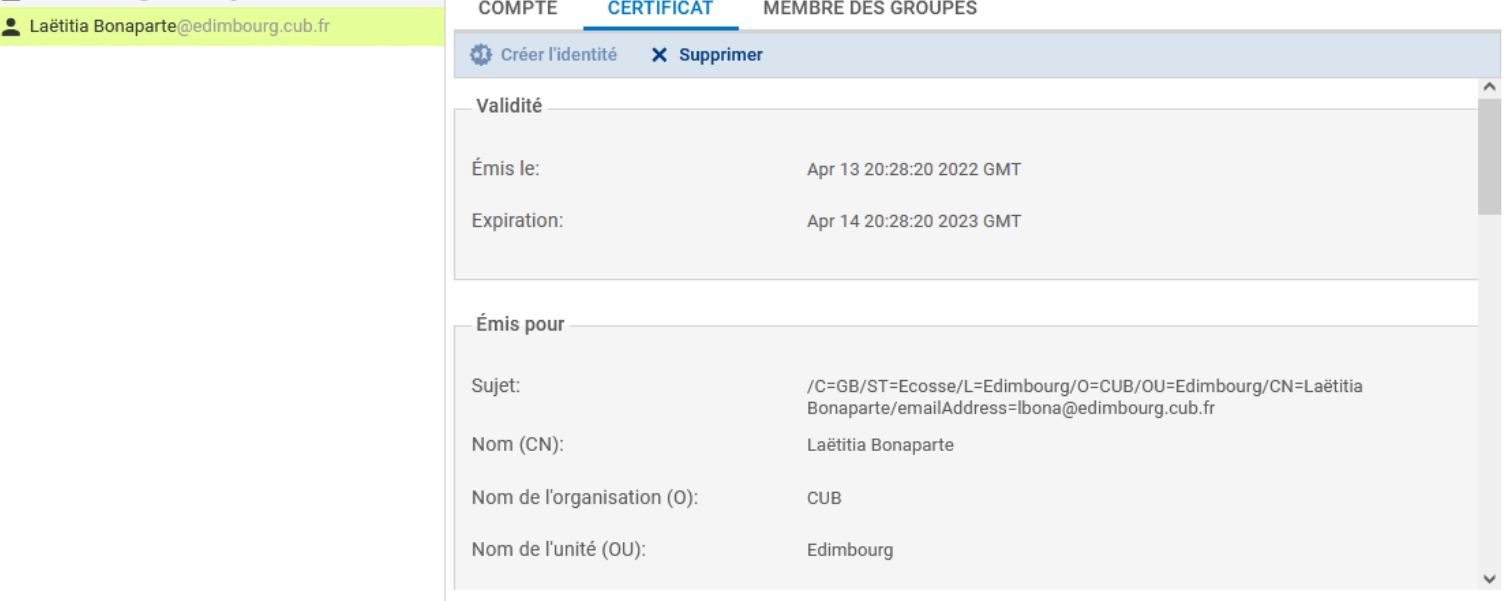 COMPTE CERTIFICAT MEMBRE DES GROUPES
Laëtitia Bonaparte@edimbourg.cub.fr
Créer l'identité Supprimer
Validité
Émis le: Apr 13 20:28:20 2022 GMT
Expiration: Apr 14 20:28:20 2023 GMT
Émis pour
Sujet: /C=GB/ST=Ecosse/L=Edimbourg/O=CUB/OU=Edimbourg/CN=Laëtitia
Bonaparte/emailAddress=lbona@edimbourg.cub.fr
Nom (CN): Laëtitia Bonaparte
Nom de l'organisation (O): CUB
Nom de l'unité (OU): Edimbourg